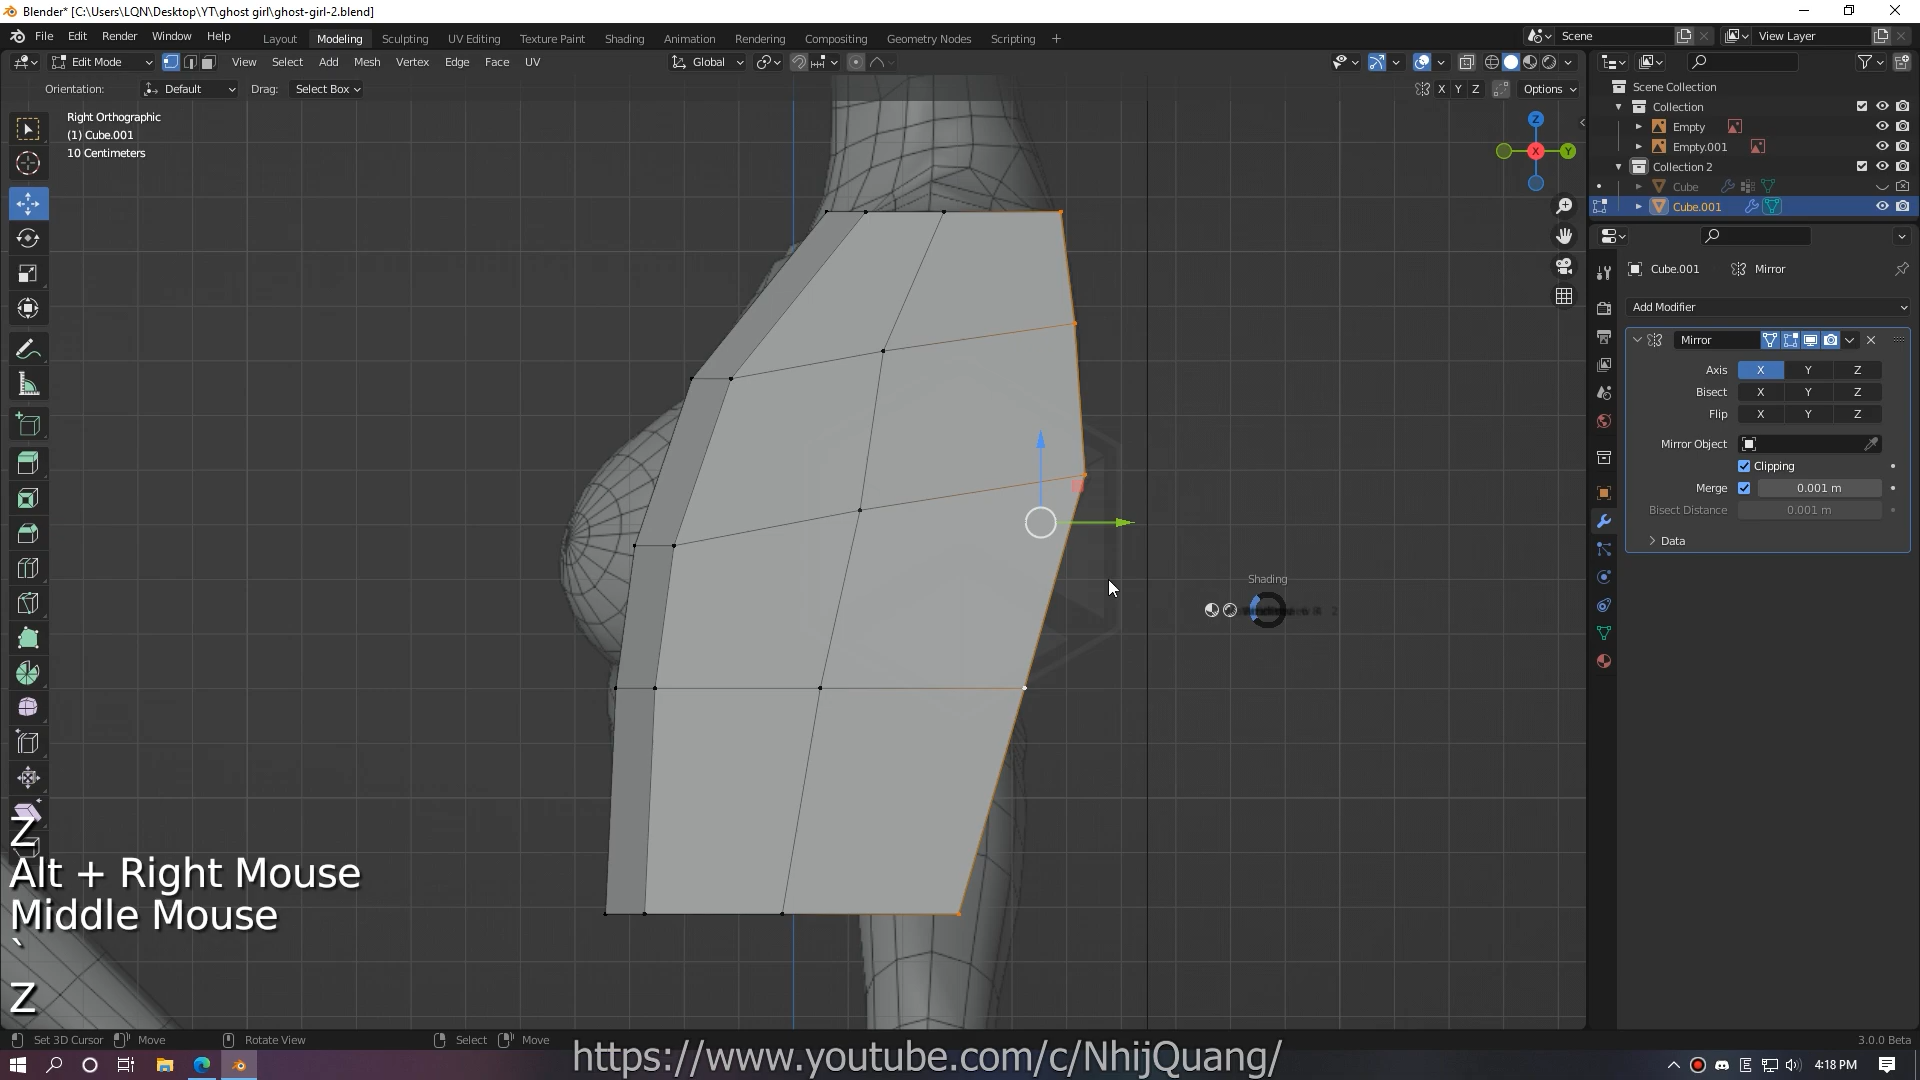 Blender* [C:\Users\LQN\Desktop\YT\ghost girl\ghost-girl-2.blend]
File Edit Render Window Help
Layout Modeling Sculpting UV Editing Texture Paint Shading Animation Rendering Compositing Geometry Nodes Scripting +
Scene
View Layer
Edit Mode View Select Add Mesh Vertex Edge Face UV
Global
Orientation: Default Drag: Select Box
X Y Z Options
Right Orthographic
(1) Cube.001
10 Centimeters
Z
X
Y
Scene Collection
Collection
Empty
Empty.001
Collection 2
Cube
Cube.001
Cube.001 Mirror
Add Modifier
Mirror
Axis X Y Z
Bisect X Y Z
Flip X Y Z
Mirror Object
Clipping
Merge 0.001 m
Bisect Distance 0.001 m
Data
Shading
Z
Alt + Right Mouse
Middle Mouse
`
Z
Set 3D Cursor Move Rotate View Select Move
3.0.0 Beta
https://www.youtube.com/c/NhijQuang/
4:18 PM